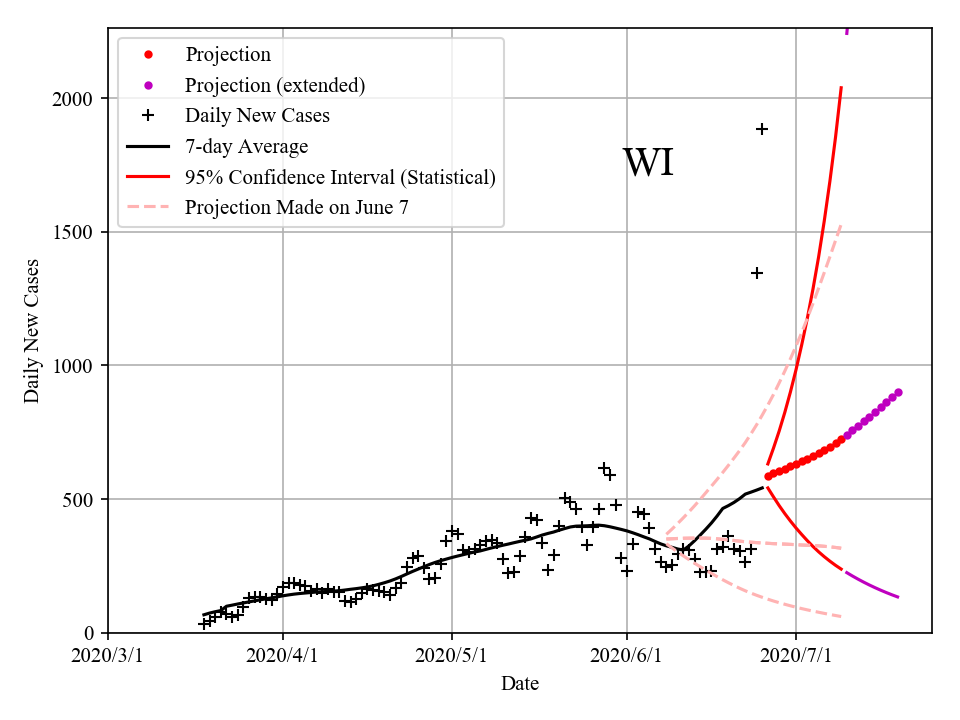 Projection
Projection (extended)
Daily New Cases
7-day Average
95% Confidence Interval (Statistical)
Projection Made on June 7
WI
2000
1500
1000
500
0
Daily New Cases
2020/3/1 2020/4/1 2020/5/1 2020/6/1 2020/7/1
Date